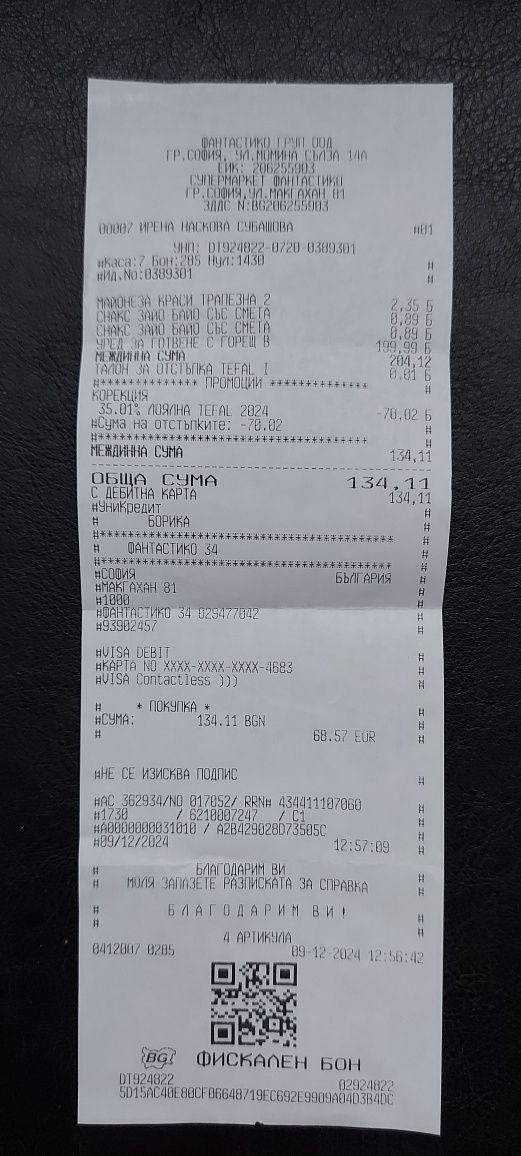 ФАНТАСТИКО ГРУП ООД
ГР.СОФИЯ, УЛ.МОМИНА СЪЛЗА 14А
ЕИК: 206255903
СУПЕРМАРКЕТ ФАНТАСТИКО
ГР.СОФИЯ,УЛ.МАКГАХАН 81
ЗДДС N:BG206255903
00007 ИРЕНА НАСКОВА СУБАШОВА #01
УНП: DT924822-0720-0389301
#Каса:7 Бон:285 Нул:1430 #
#Ид.No:0389301 #
МАЙОНЕЗА КРАСИ ТРАПЕЗНА 2 2,35 Б
СНАКС ЗАЙО БАЙО СЪС СМЕТА 0,89 Б
СНАКС ЗАЙО БАЙО СЪС СМЕТА 0,89 Б
УРЕД ЗА ГОТВЕНЕ С ГОРЕЩ В 199,99 Б
МЕЖДИННА СУМА 204,12
ТАЛОН ЗА ОТСТЪПКА TEFAL I 0,01 Б
#************* ПРОМОЦИИ ************* #
КОРЕКЦИЯ
35.01% ЛОЯЛНА TEFAL 2024 -70,02 Б
#Сума на отстъпките: -70.02 #
#************************************ #
МЕЖДИННА СУМА 134,11
ОБЩА СУМА 134,11
С ДЕБИТНА КАРТА 134,11
#УниКредит #
# БОРИКА #
#**************************************** #
# ФАНТАСТИКО 34 #
#**************************************** #
#СОФИЯ БЪЛГАРИЯ #
#МАКГАХАН 81 #
#1000 #
#ФАНТАСТИКО 34 029477042 #
#93902457 #
#VISA DEBIT #
#КАРТА NO XXXX-XXXX-XXXX-4683 #
#VISA Contactless ))) #
# * ПОКУПКА * #
#СУМА: 134.11 BGN #
# 68.57 EUR #
#НЕ СЕ ИЗИСКВА ПОДПИС #
#AC 362934/NO 017052/ RRN# 434411107060 #
#1730 / 6210007247 / C1 #
#A0000000031010 / A2B429028D73505C #
#09/12/2024 12:57:09 #
# БЛАГОДАРИМ ВИ #
# МОЛЯ ЗАПАЗЕТЕ РАЗПИСКАТА ЗА СПРАВКА #
# Б Л А Г О Д А Р И М В И ! #
# #
4 АРТИКУЛА
0412007 0285 09-12-2024 12:56:42
BG ФИСКАЛЕН БОН
DT924822 02924822
5D15AC40E80CF06648719EC692E9909A04D3B4DC